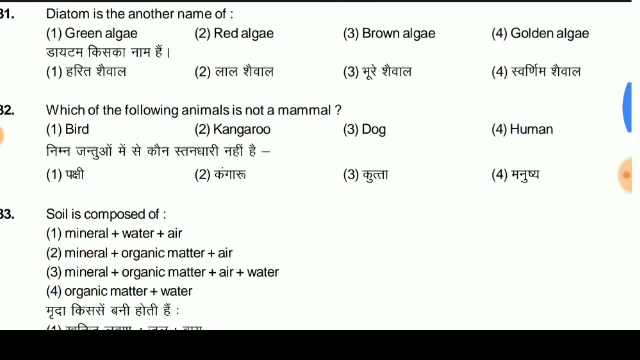 31. Diatom is the another name of :
(1) Green algae (2) Red algae (3) Brown algae (4) Golden algae
डायटम किसका नाम हैं।
(1) हरित शैवाल (2) लाल शैवाल (3) भूरे शैवाल (4) स्वर्णिम शैवाल
32. Which of the following animals is not a mammal ?
(1) Bird (2) Kangaroo (3) Dog (4) Human
निम्न जन्तुओं में से कौन स्तनधारी नहीं है –
(1) पक्षी (2) कंगारू (3) कुत्ता (4) मनुष्य
33. Soil is composed of :
(1) mineral + water + air
(2) mineral + organic matter + air
(3) mineral + organic matter + air + water
(4) organic matter + water
मृदा किससें बनी होती हैं :